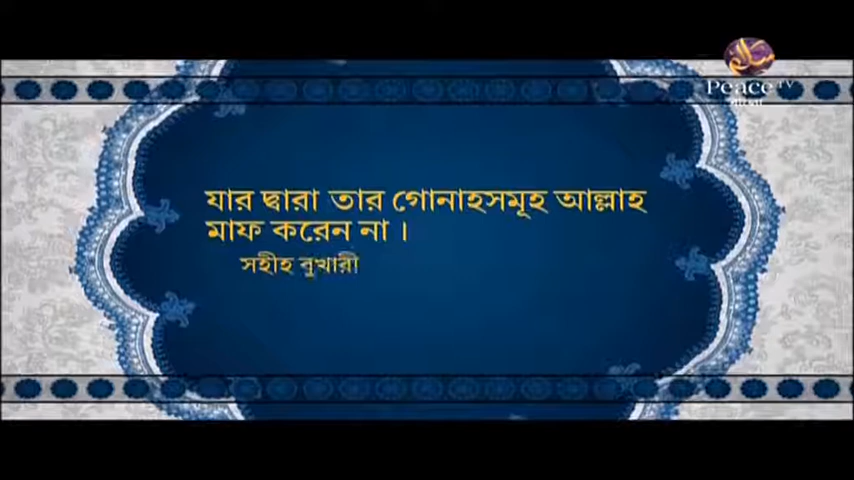 Peace TV
বাংলা
যার দ্বারা তার গোনাহসমূহ আল্লাহ
মাফ করেন না ।
সহীহ বুখারী